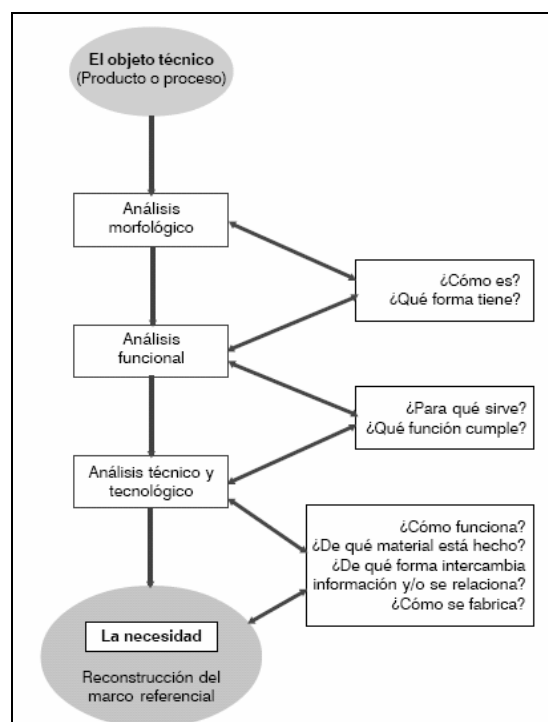 El objeto técnico
(Producto o proceso)
Análisis
morfológico
¿Cómo es?
¿Qué forma tiene?
Análisis
funcional
¿Para qué sirve?
¿Qué función cumple?
Análisis técnico y
tecnológico
¿Cómo funciona?
¿De qué material está hecho?
¿De qué forma intercambia
información y/o se relaciona?
¿Cómo se fabrica?
La necesidad
Reconstrucción del
marco referencial